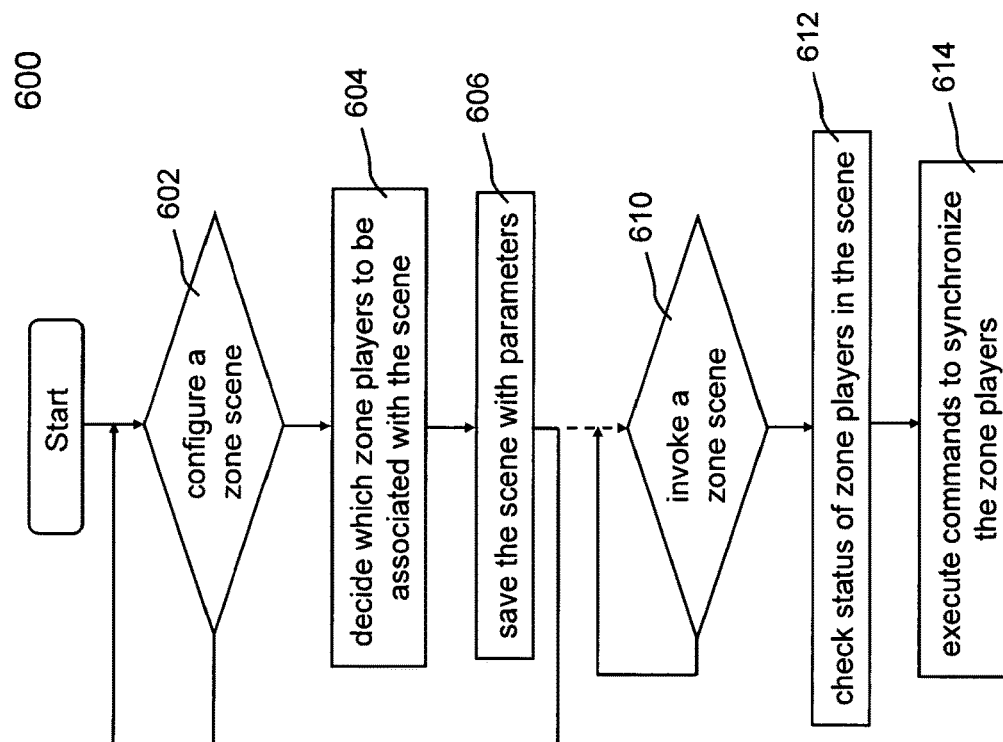 600
Start
602
configure a
zone scene
604
decide which zone players to be
associated with the scene
606
save the scene with parameters
610
invoke a
zone scene
612
check status of zone players in the scene
614
execute commands to synchronize
the zone players